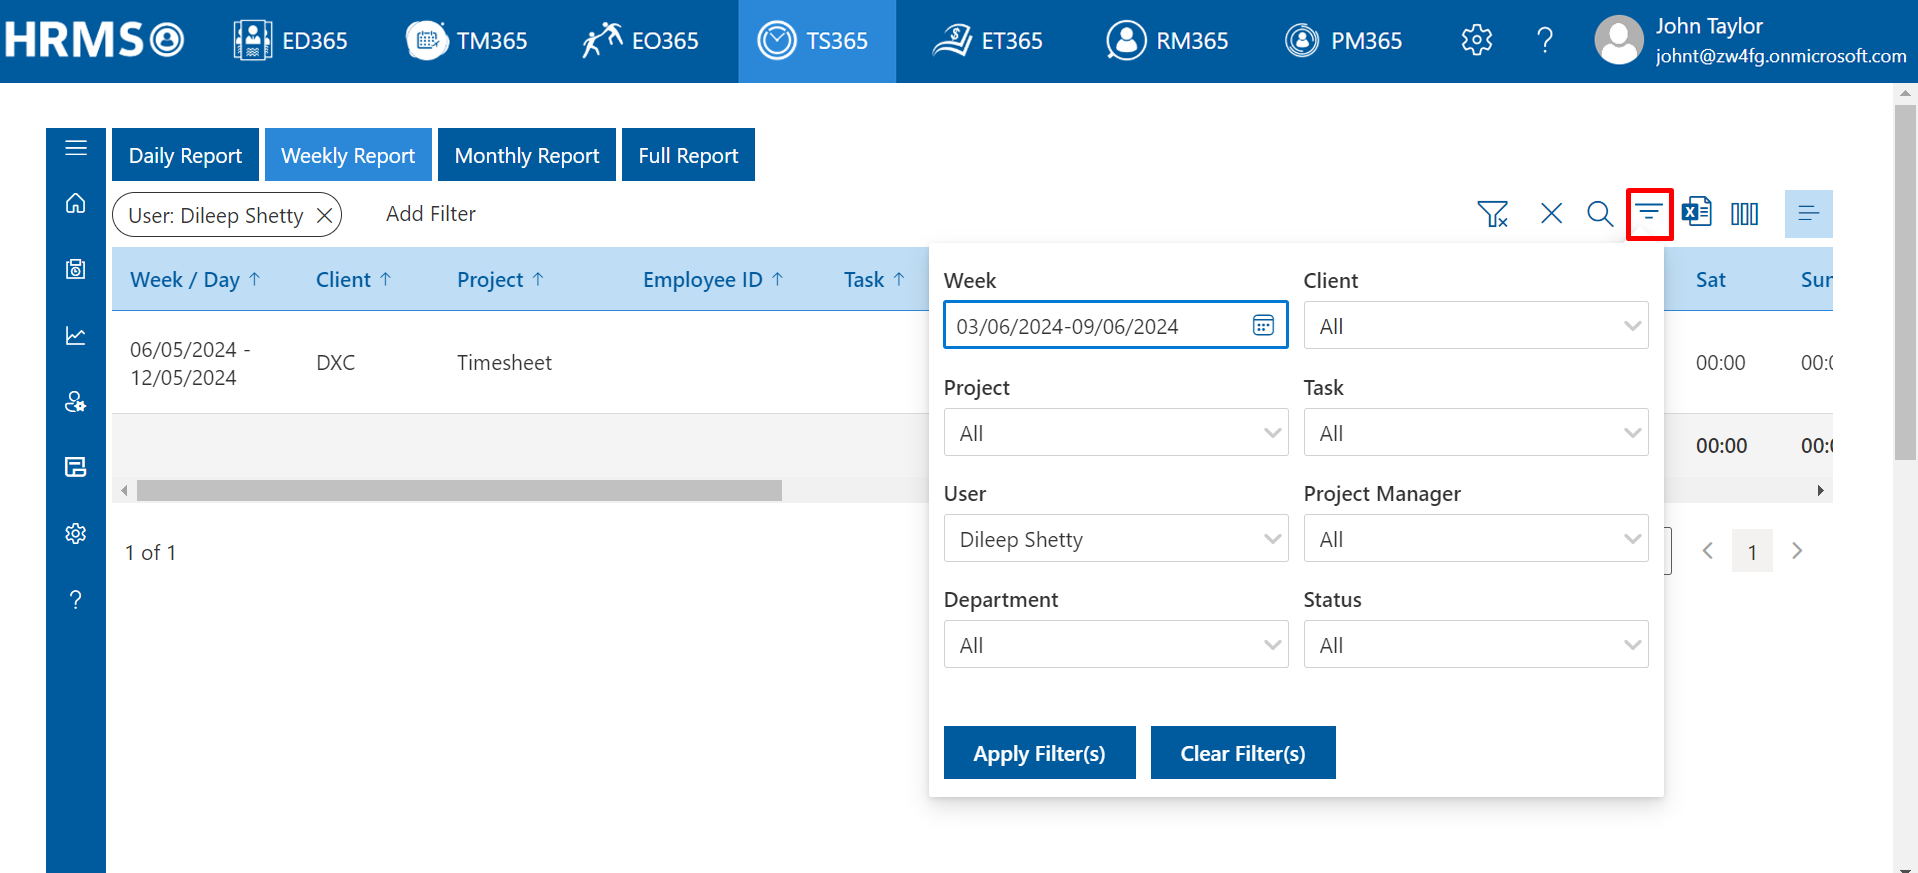 HRMS
ED365
TM365
EO365
TS365
ET365
RM365
PM365
?
John Taylor
johnt@zw4fg.onmicrosoft.com
Daily Report
Weekly Report
Monthly Report
Full Report
User: Dileep Shetty
Add Filter
Week / Day ↑
Client ↑
Project ↑
Employee ID ↑
Task ↑
Sat
Sun
06/05/2024 -
12/05/2024
DXC
Timesheet
00:00
00:0
00:00
00:0
1 of 1
1
?
Week
03/06/2024-09/06/2024
Client
All
Project
All
Task
All
User
Dileep Shetty
Project Manager
All
Department
All
Status
All
Apply Filter(s)
Clear Filter(s)